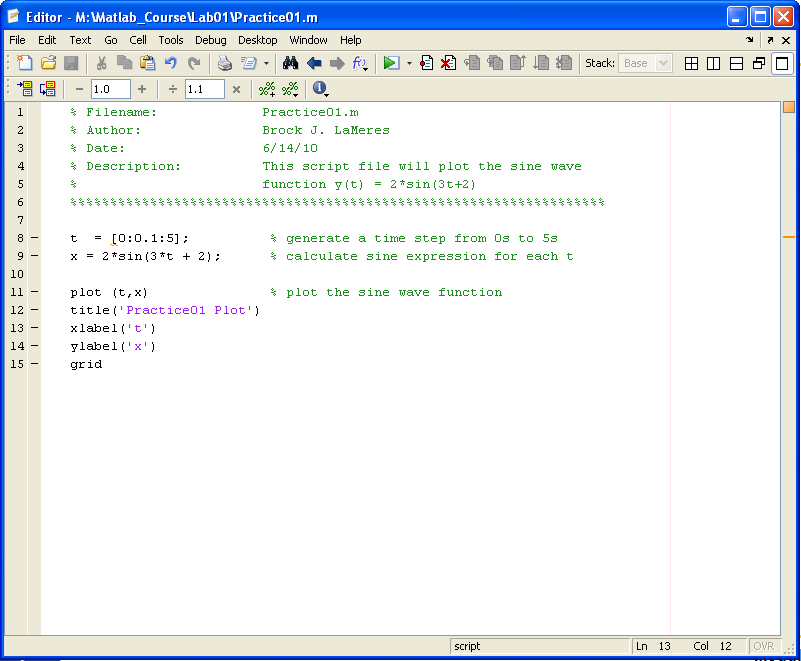 Editor - M:\Matlab_Course\Lab01\Practice01.m
File Edit Text Go Cell Tools Debug Desktop Window Help
Stack: Base
1.0 1.1
1 % Filename: Practice01.m
2 % Author: Brock J. LaMeres
3 % Date: 6/14/10
4 % Description: This script file will plot the sine wave
5 % function y(t) = 2*sin(3t+2)
6 %%%%%%%%%%%%%%%%%%%%%%%%%%%%%%%%%%%%%%%%%%%%%%%%%%%%%%%%%%%%%%%%%%%
7
8 – t = [0:0.1:5]; % generate a time step from 0s to 5s
9 – x = 2*sin(3*t + 2); % calculate sine expression for each t
10
11 – plot (t,x) % plot the sine wave function
12 – title('Practice01 Plot')
13 – xlabel('t')
14 – ylabel('x')
15 – grid
script Ln 13 Col 12 OVR